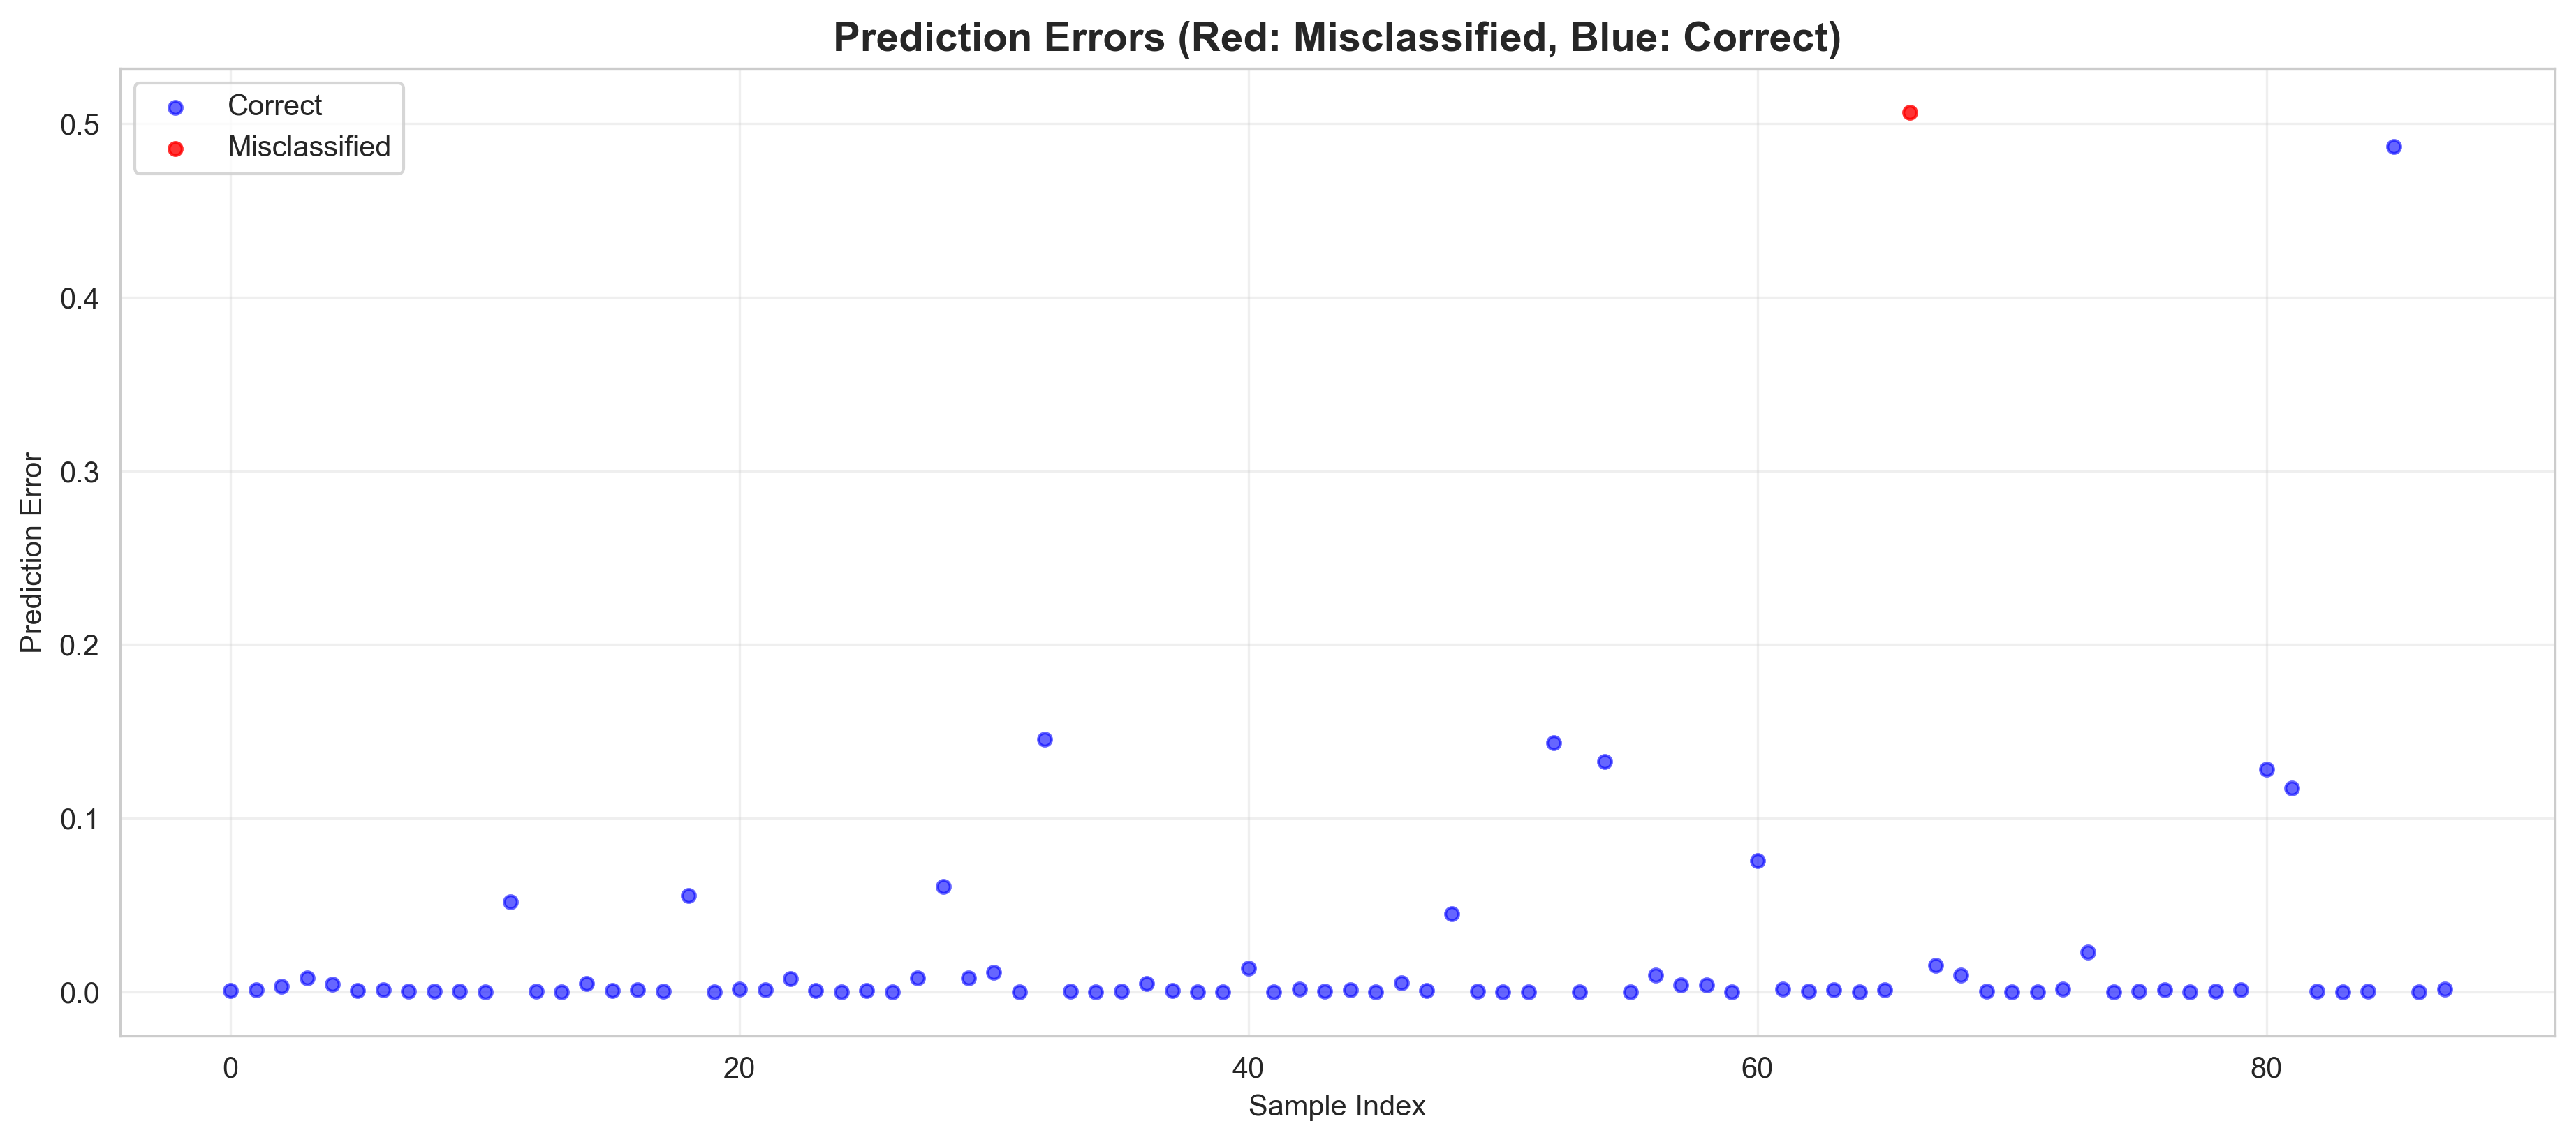 Prediction Errors (Red: Misclassified, Blue: Correct)
Correct
Misclassified
0.5
0.4
0.3
0.2
0.1
0.0
Prediction Error
0 20 40 60 80
Sample Index